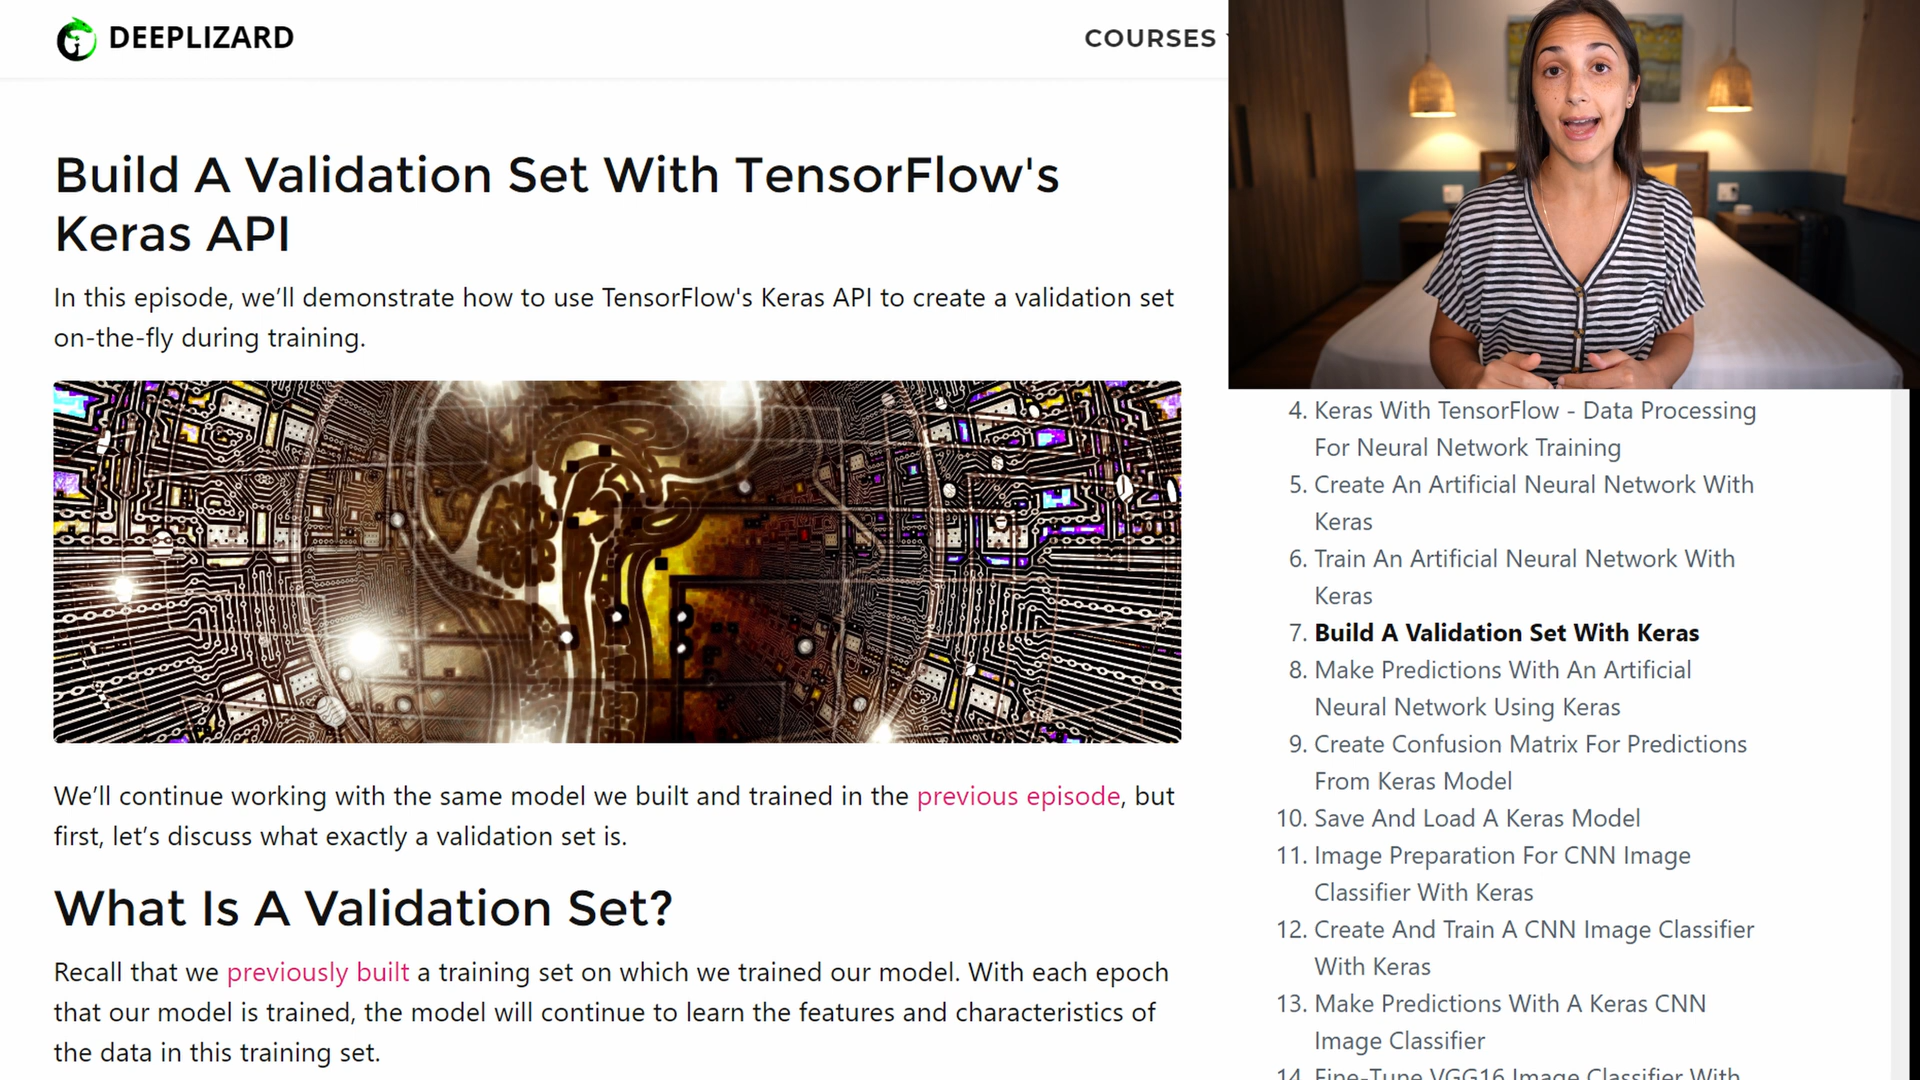 DEEPLIZARD
COURSES
Build A Validation Set With TensorFlow's
Keras API
In this episode, we’ll demonstrate how to use TensorFlow's Keras API to create a validation set
on-the-fly during training.
We’ll continue working with the same model we built and trained in the previous episode, but
first, let’s discuss what exactly a validation set is.
What Is A Validation Set?
Recall that we previously built a training set on which we trained our model. With each epoch
that our model is trained, the model will continue to learn the features and characteristics of
the data in this training set.
4. Keras With TensorFlow - Data Processing
For Neural Network Training
5. Create An Artificial Neural Network With
Keras
6. Train An Artificial Neural Network With
Keras
7. Build A Validation Set With Keras
8. Make Predictions With An Artificial
Neural Network Using Keras
9. Create Confusion Matrix For Predictions
From Keras Model
10. Save And Load A Keras Model
11. Image Preparation For CNN Image
Classifier With Keras
12. Create And Train A CNN Image Classifier
With Keras
13. Make Predictions With A Keras CNN
Image Classifier
14. Fine-Tune VGG16 Image Classifier With